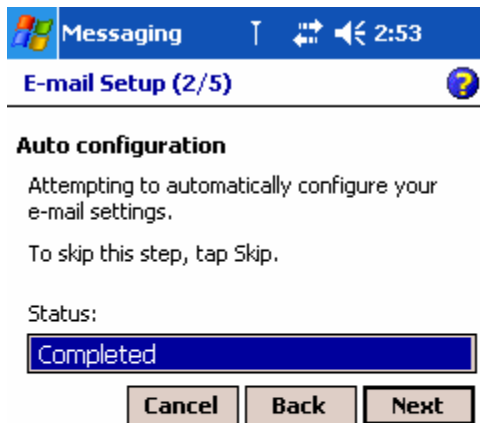 Messaging 2:53
E-mail Setup (2/5)
?
Auto configuration
Attempting to automatically configure your
e-mail settings.
To skip this step, tap Skip.
Status:
Completed
Cancel Back Next